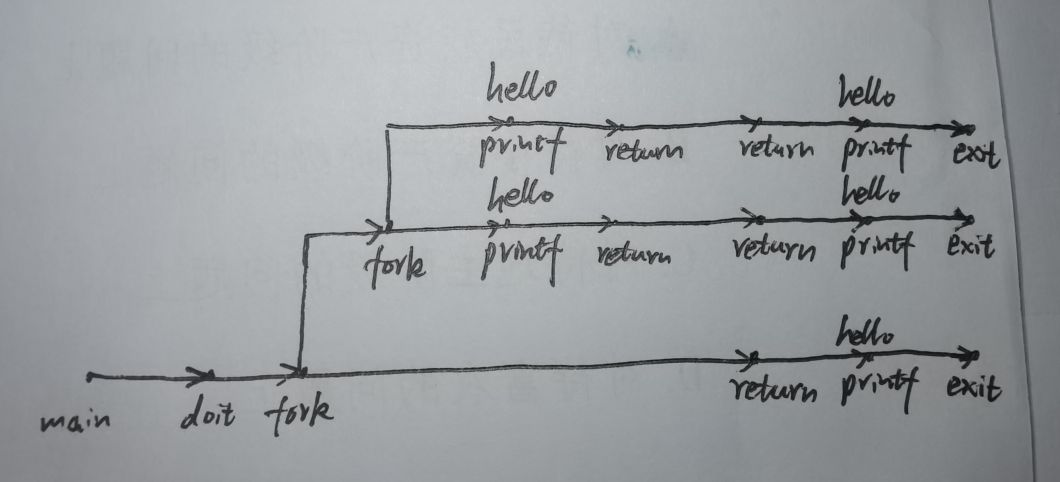 hello hello
printf return return printf exit
hello hello
fork printf return return printf exit
hello
main doit fork return printf exit